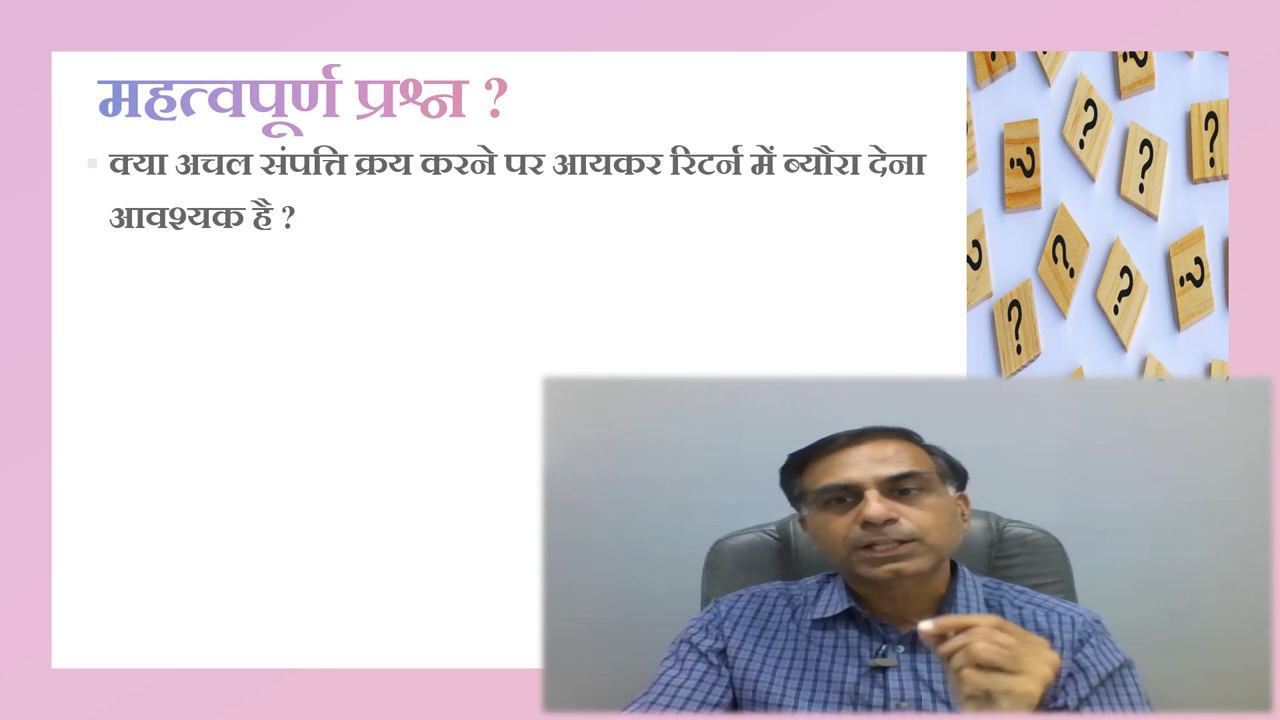 महत्वपूर्ण प्रश्न ?
क्या अचल संपत्ति क्रय करने पर आयकर रिटर्न में ब्यौरा देना
आवश्यक है ?